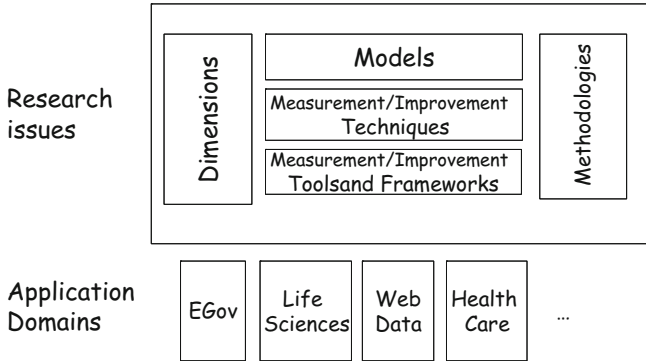 Research
issues
Dimensions
Models
Measurement/Improvement
Techniques
Measurement/Improvement
Toolsand Frameworks
Methodologies
Application
Domains
EGov
Life
Sciences
Web
Data
Health
Care
...